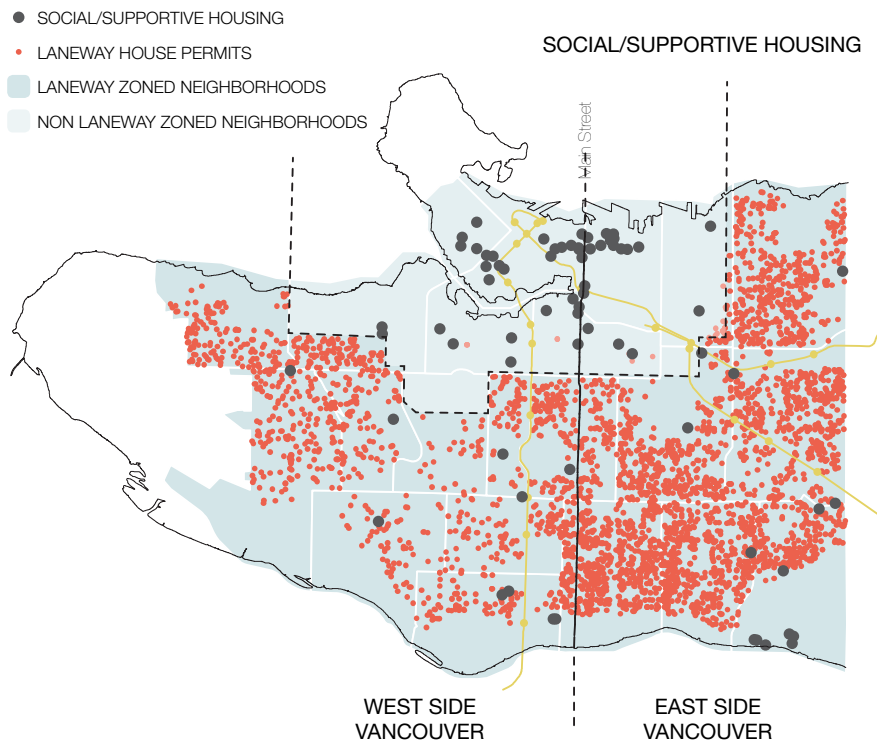 SOCIAL/SUPPORTIVE HOUSING
LANEWAY HOUSE PERMITS
LANEWAY ZONED NEIGHBORHOODS
NON LANEWAY ZONED NEIGHBORHOODS
SOCIAL/SUPPORTIVE HOUSING
Main Street
WEST SIDE
VANCOUVER
EAST SIDE
VANCOUVER